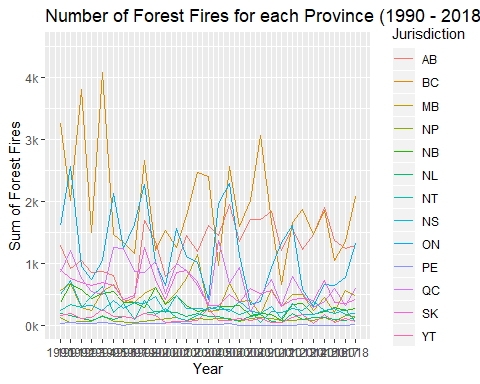 Number of Forest Fires for each Province (1990 - 2018
Jurisdiction
AB
BC
MB
NP
NB
NL
NT
NS
ON
PE
QC
SK
YT
4k
3k
2k
1k
0k
Sum of Forest Fires
Year